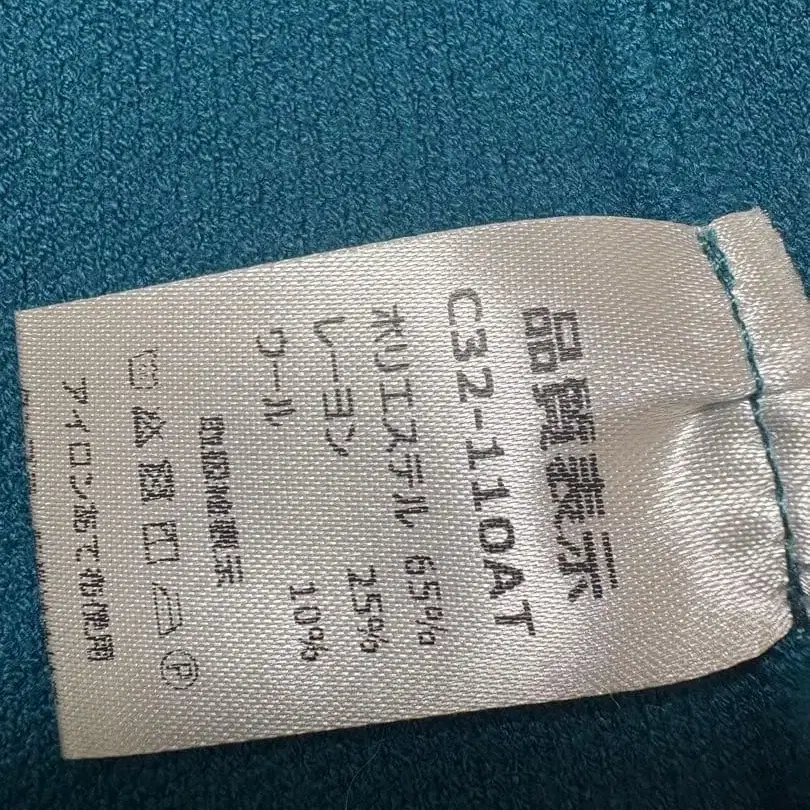 品質表示
C32-110AT
ポリエステル 65%
レーヨン 25%
ウール 10%
取扱絵表示
P
アイロンあて布使用